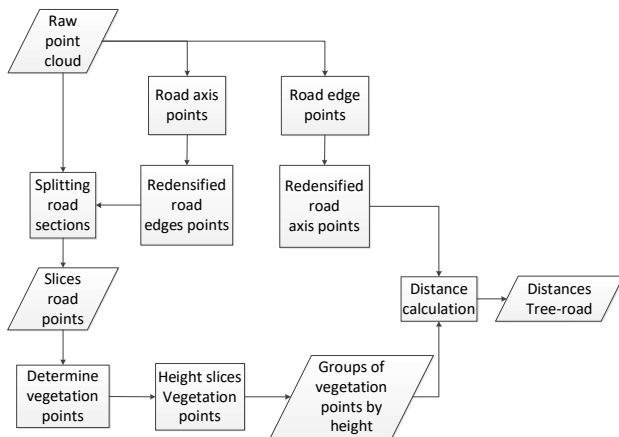 Raw
point
cloud
Road axis
points
Road edge
points
Splitting
road
sections
Redensified
road
edges points
Redensified
road
axis points
Slices
road
points
Distance
calculation
Distances
Tree-road
Determine
vegetation
points
Height slices
Vegetation
points
Groups of
vegetation
points by
height